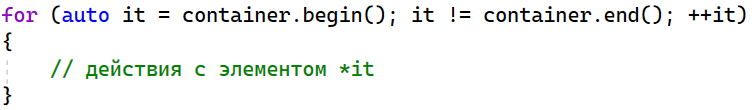 for (auto it = container.begin(); it != container.end(); ++it)
{
    // действия с элементом *it
}